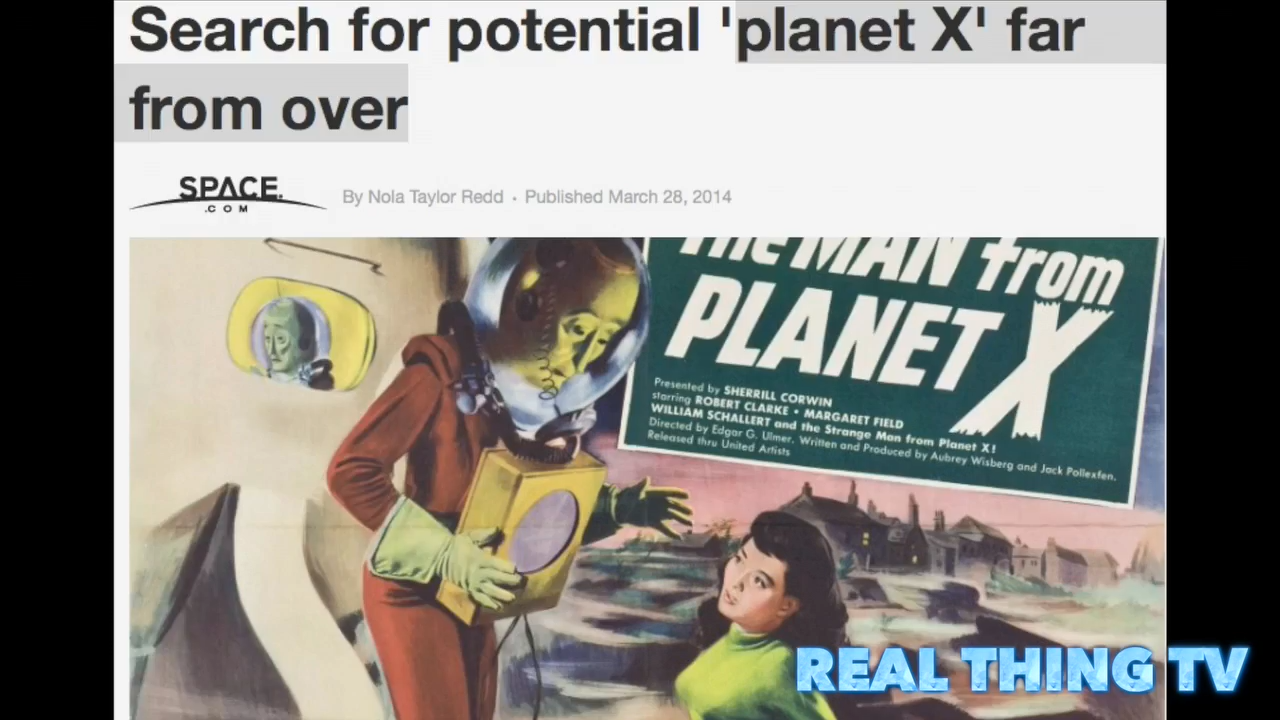 Search for potential 'planet X' far
from over
SPACE.
.COM
By Nola Taylor Redd · Published March 28, 2014
The MAN from
PLANET X
Presented by SHERRILL CORWIN
starring ROBERT CLARKE • MARGARET FIELD
WILLIAM SCHALLERT and the Strange Man from Planet X!
Directed by Edgar G. Ulmer. Written and Produced by Aubrey Wisberg and Jack Pollexfen.
Released thru United Artists
REAL THING TV